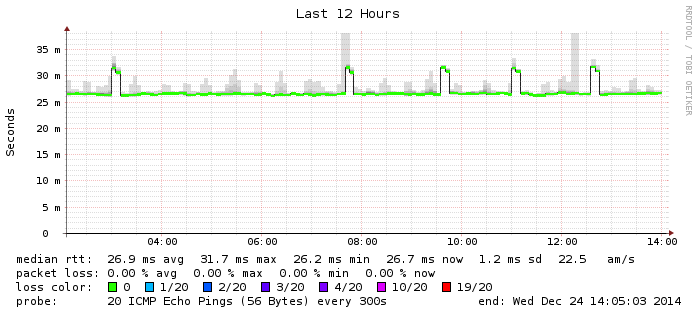 Last 12 Hours
RRDTOOL / TOBI OETIKER
Seconds
35 m
30 m
25 m
20 m
15 m
10 m
5 m
0
04:00 06:00 08:00 10:00 12:00 14:00
median rtt: 26.9 ms avg 31.7 ms max 26.2 ms min 26.7 ms now 1.2 ms sd 22.5 am/s
packet loss: 0.00 % avg 0.00 % max 0.00 % min 0.00 % now
loss color: 0 1/20 2/20 3/20 4/20 10/20 19/20
probe: 20 ICMP Echo Pings (56 Bytes) every 300s end: Wed Dec 24 14:05:03 2014